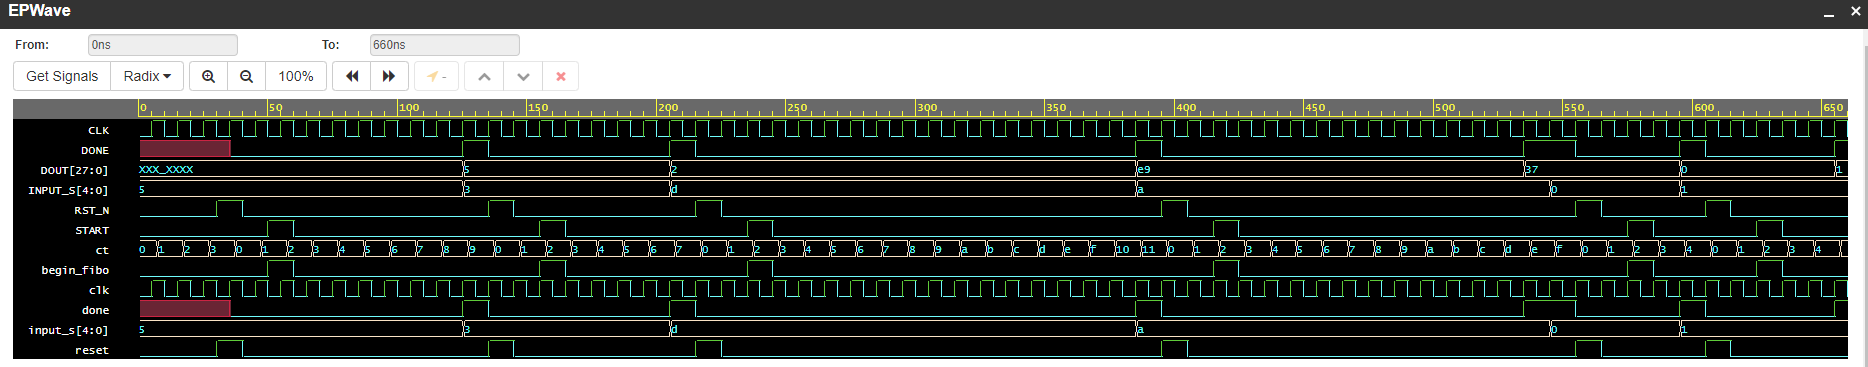 EPWave
From: 0ns To: 660ns
Get Signals Radix 100% -
0 50 100 150 200 250 300 350 400 450 500 550 600 650
CLK
DONE
DOUT[27:0] XXX_XXXX 5 2 e9 37 0 1
INPUT_S[4:0] 5 3 d a 0 1
RST_N
START
ct 0 1 2 3 0 1 2 3 4 5 6 7 8 9 0 1 2 3 4 5 6 7 0 1 2 3 4 5 6 7 8 9 a b c d e f 10 11 0 1 2 3 4 5 6 7 8 9 a b c d e f 0 1 2 3 4 0 1 2 3 4
begin_fibo
clk
done
input_s[4:0] 5 3 d a 0 1
reset